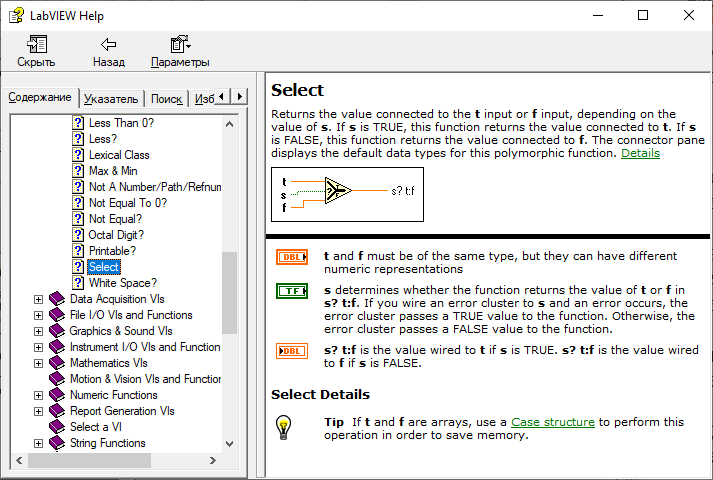 LabVIEW Help
Скрыть
Назад
Параметры
Содержание
Указатель
Поиск
Изб
Less Than 0?
Less?
Lexical Class
Max & Min
Not A Number/Path/Refnum
Not Equal To 0?
Not Equal?
Octal Digit?
Printable?
Select
White Space?
Data Acquisition VIs
File I/O VIs and Functions
Graphics & Sound VIs
Instrument I/O VIs and Function
Mathematics VIs
Motion & Vision VIs and Function
Numeric Functions
Report Generation VIs
Select a VI
String Functions
Select
Returns the value connected to the t input or f input, depending on the
value of s. If s is TRUE, this function returns the value connected to t. If s
is FALSE, this function returns the value connected to f. The connector pane
displays the default data types for this polymorphic function. Details
t
s
f
?
s? t:f
DBL
t and f must be of the same type, but they can have different
numeric representations
TF
s determines whether the function returns the value of t or f in
s? t:f. If you wire an error cluster to s and an error occurs, the
error cluster passes a TRUE value to the function. Otherwise, the
error cluster passes a FALSE value to the function.
DBL
s? t:f is the value wired to t if s is TRUE. s? t:f is the value wired
to f if s is FALSE.
Select Details
Tip If t and f are arrays, use a Case structure to perform this
operation in order to save memory.